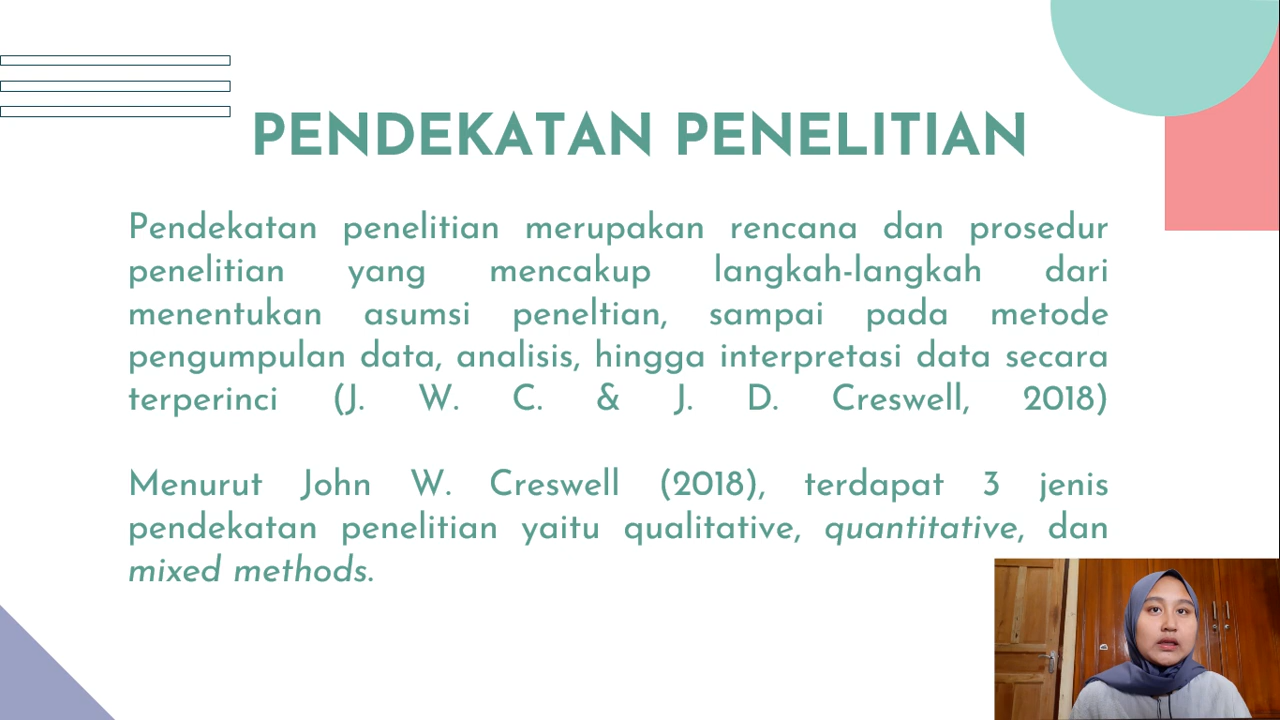 PENDEKATAN PENELITIAN
Pendekatan penelitian merupakan rencana dan prosedur
penelitian yang mencakup langkah-langkah dari
menentukan asumsi peneltian, sampai pada metode
pengumpulan data, analisis, hingga interpretasi data secara
terperinci (J. W. C. & J. D. Creswell, 2018)
Menurut John W. Creswell (2018), terdapat 3 jenis
pendekatan penelitian yaitu qualitative, quantitative, dan
mixed methods.